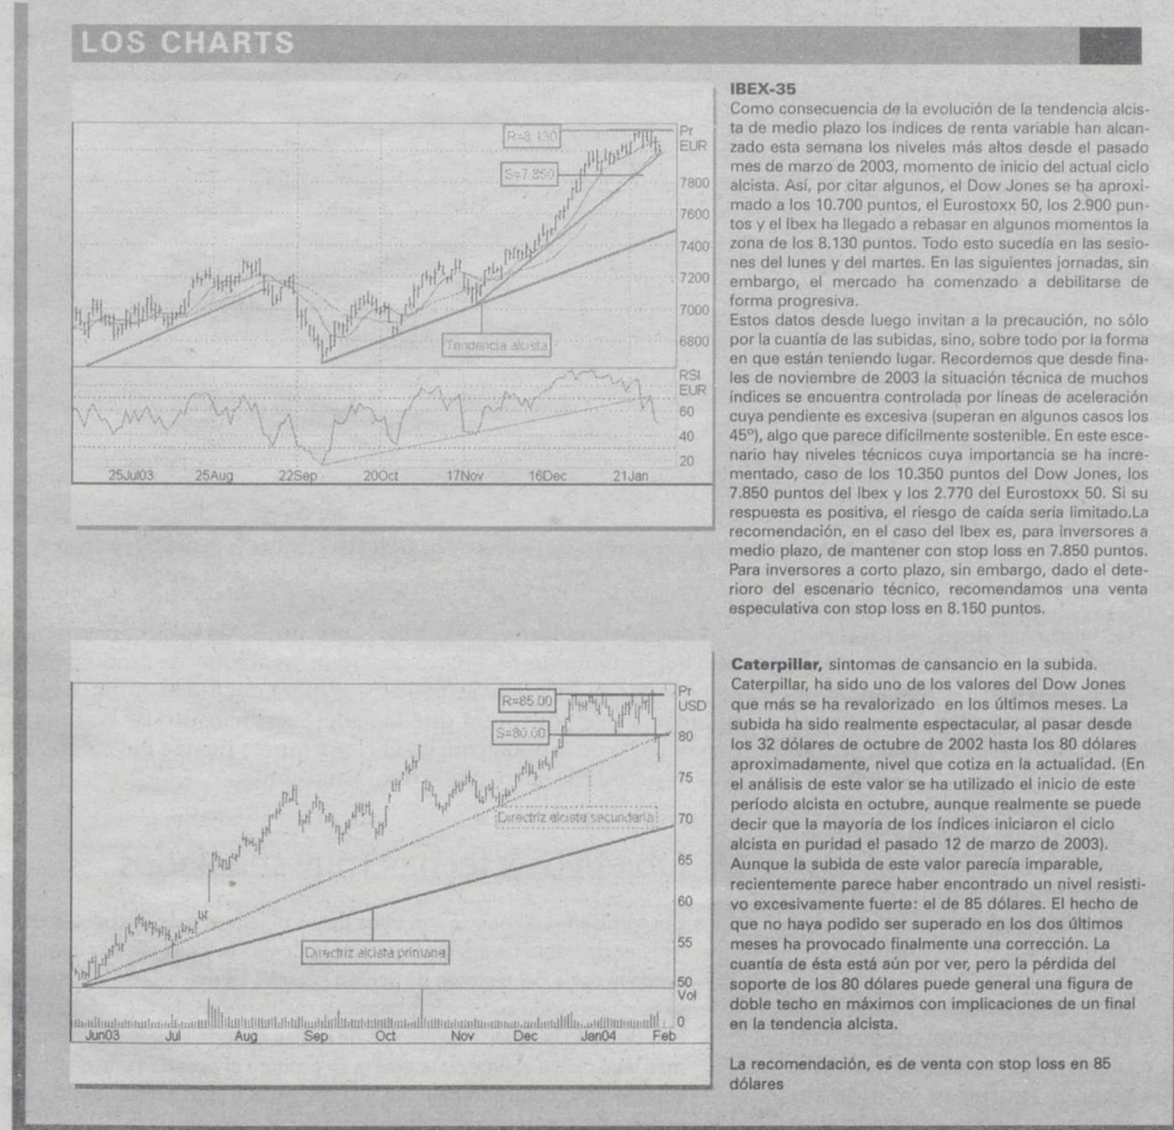 LOS CHARTS
R=8.130
S=7.850
Pr
EUR
7800
7600
7400
7200
7000
6800
Tendencia alcista
RSI
EUR
60
40
20
25Jul03 25Aug 22Sep 20Oct 17Nov 16Dec 21Jan
IBEX-35
Como consecuencia de la evolución de la tendencia alcis-
ta de medio plazo los índices de renta variable han alcan-
zado esta semana los niveles más altos desde el pasado
mes de marzo de 2003, momento de inicio del actual ciclo
alcista. Así, por citar algunos, el Dow Jones se ha aproxi-
mado a los 10.700 puntos, el Eurostoxx 50, los 2.900 pun-
tos y el Ibex ha llegado a rebasar en algunos momentos la
zona de los 8.130 puntos. Todo esto sucedía en las sesio-
nes del lunes y del martes. En las siguientes jornadas, sin
embargo, el mercado ha comenzado a debilitarse de
forma progresiva.
Estos datos desde luego invitan a la precaución, no sólo
por la cuantía de las subidas, sino, sobre todo por la forma
en que están teniendo lugar. Recordemos que desde fina-
les de noviembre de 2003 la situación técnica de muchos
índices se encuentra controlada por líneas de aceleración
cuya pendiente es excesiva (superan en algunos casos los
45º), algo que parece difícilmente sostenible. En este esce-
nario hay niveles técnicos cuya importancia se ha incre-
mentado, caso de los 10.350 puntos del Dow Jones, los
7.850 puntos del Ibex y los 2.770 del Eurostoxx 50. Si su
respuesta es positiva, el riesgo de caída sería limitado.La
recomendación, en el caso del Ibex es, para inversores a
medio plazo, de mantener con stop loss en 7.850 puntos.
Para inversores a corto plazo, sin embargo, dado el dete-
rioro del escenario técnico, recomendamos una venta
especulativa con stop loss en 8.150 puntos.
R=85.00
S=80.00
Pr
USD
80
75
70
65
60
55
50
Directriz alcista secundaria
Directriz alcista primaria
Vol
0
Jun03 Jul Aug Sep Oct Nov Dec Jan04 Feb
Caterpillar, síntomas de cansancio en la subida.
Caterpillar, ha sido uno de los valores del Dow Jones
que más se ha revalorizado en los últimos meses. La
subida ha sido realmente espectacular, al pasar desde
los 32 dólares de octubre de 2002 hasta los 80 dólares
aproximadamente, nivel que cotiza en la actualidad. (En
el análisis de este valor se ha utilizado el inicio de este
período alcista en octubre, aunque realmente se puede
decir que la mayoría de los índices iniciaron el ciclo
alcista en puridad el pasado 12 de marzo de 2003).
Aunque la subida de este valor parecía imparable,
recientemente parece haber encontrado un nivel resisti-
vo excesivamente fuerte: el de 85 dólares. El hecho de
que no haya podido ser superado en los dos últimos
meses ha provocado finalmente una corrección. La
cuantía de ésta está aún por ver, pero la pérdida del
soporte de los 80 dólares puede general una figura de
doble techo en máximos con implicaciones de un final
en la tendencia alcista.
La recomendación, es de venta con stop loss en 85
dólares